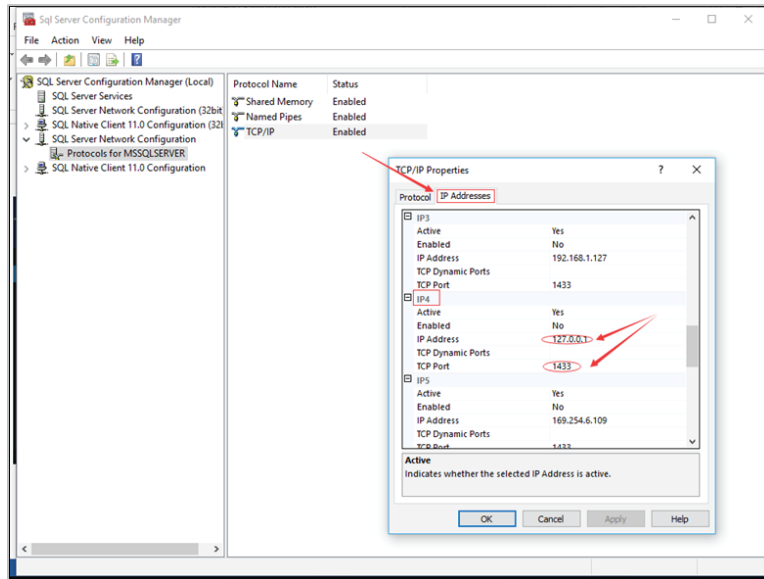 Sql Server Configuration Manager
File Action View Help
SQL Server Configuration Manager (Local)
SQL Server Services
SQL Server Network Configuration (32bit
SQL Native Client 11.0 Configuration (32l
SQL Server Network Configuration
Protocols for MSSQLSERVER
SQL Native Client 11.0 Configuration
Protocol Name Status
Shared Memory Enabled
Named Pipes Enabled
TCP/IP Enabled
TCP/IP Properties
Protocol IP Addresses
IP3
Active Yes
Enabled No
IP Address 192.168.1.127
TCP Dynamic Ports
TCP Port 1433
IP4
Active Yes
Enabled No
IP Address 127.0.0.1
TCP Dynamic Ports
TCP Port 1433
IP5
Active Yes
Enabled No
IP Address 169.254.6.109
TCP Dynamic Ports
TCP Port 1433
Active
Indicates whether the selected IP Address is active.
OK Cancel Apply Help